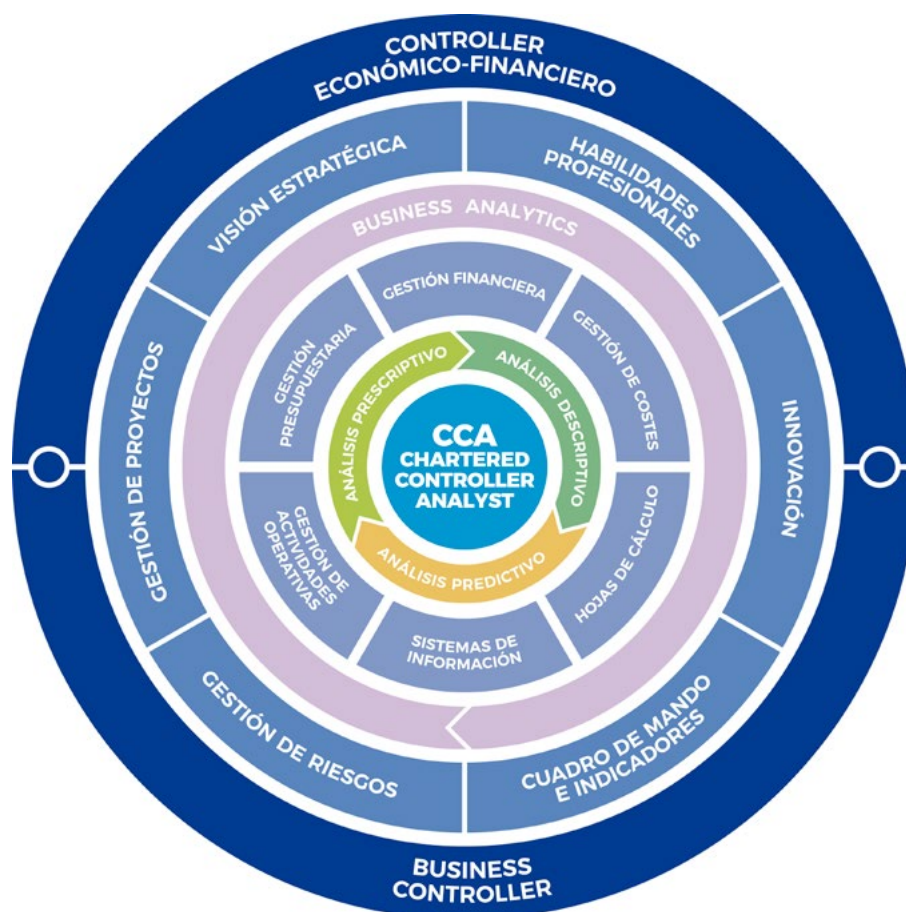 CONTROLLER
ECONÓMICO-FINANCIERO
VISIÓN ESTRATÉGICA
HABILIDADES
PROFESIONALES
BUSINESS ANALYTICS
GESTIÓN FINANCIERA
GESTIÓN
PRESUPUESTARIA
GESTIÓN DE COSTES
ANÁLISIS PRESCRIPTIVO
ANÁLISIS DESCRIPTIVO
GESTIÓN DE PROYECTOS
CCA
CHARTERED
CONTROLLER
ANALYST
INNOVACIÓN
GESTIÓN DE
ACTIVIDADES
OPERATIVAS
ANÁLISIS PREDICTIVO
HOJAS DE CÁLCULO
SISTEMAS DE
INFORMACIÓN
GESTIÓN DE RIESGOS
CUADRO DE MANDO
E INDICADORES
BUSINESS
CONTROLLER